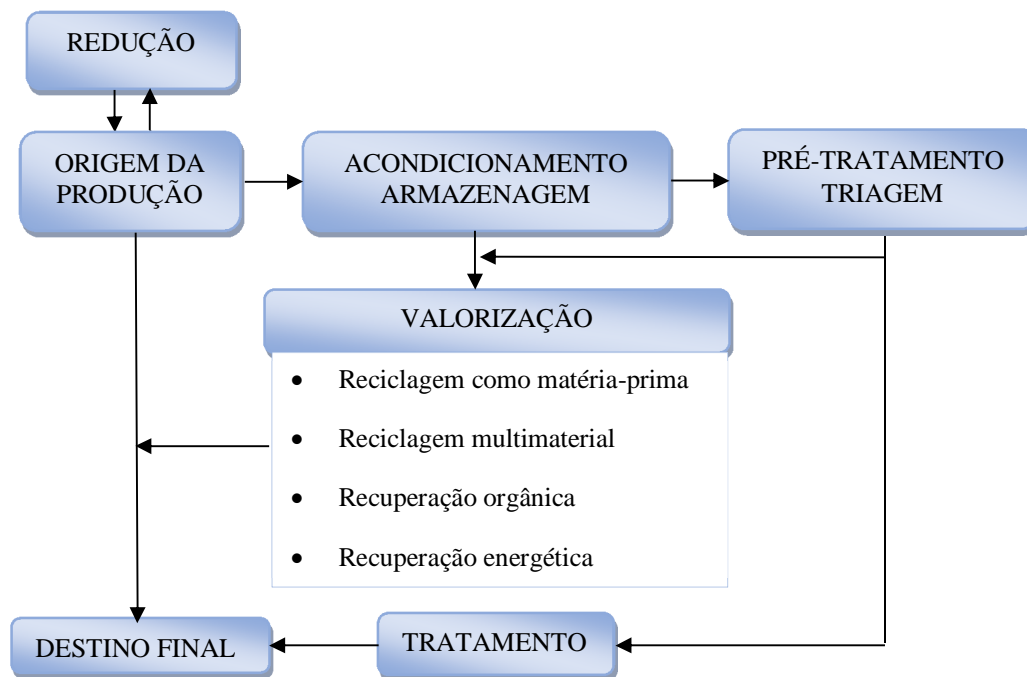 REDUÇÃO
ORIGEM DA
PRODUÇÃO
ACONDICIONAMENTO
ARMAZENAGEM
PRÉ-TRATAMENTO
TRIAGEM
VALORIZAÇÃO
• Reciclagem como matéria-prima
• Reciclagem multimaterial
• Recuperação orgânica
• Recuperação energética
DESTINO FINAL
TRATAMENTO